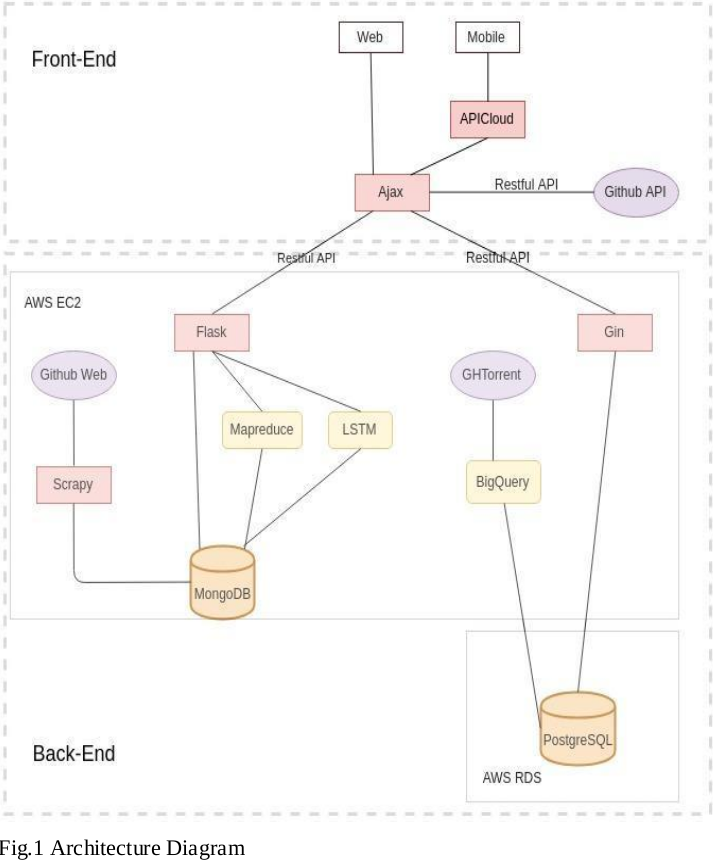 Web
Mobile
Front-End
APICloud
Ajax
Restful API
Github API
Restful API
Restful API
AWS EC2
Flask
Gin
Github Web
GHTorrent
Mapreduce
LSTM
Scrapy
BigQuery
MongoDB
PostgreSQL
Back-End
AWS RDS
Fig.1 Architecture Diagram